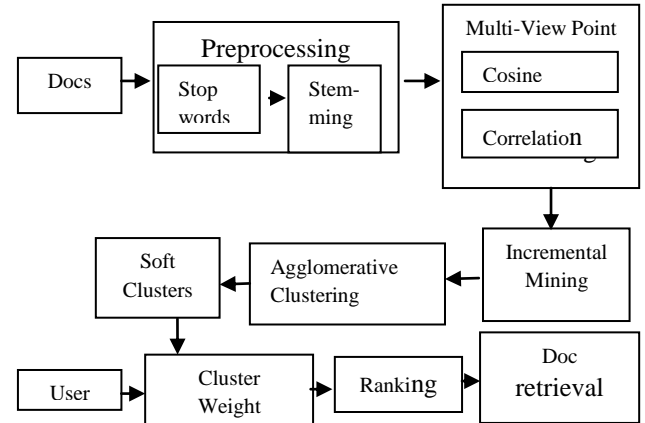 Preprocessing
Multi-View Point
Docs
Stop
words
Stem-
ming
Cosine
Correlation
Soft
Clusters
Agglomerative
Clustering
Incremental
Mining
User
Cluster
Weight
Ranking
Doc
retrieval